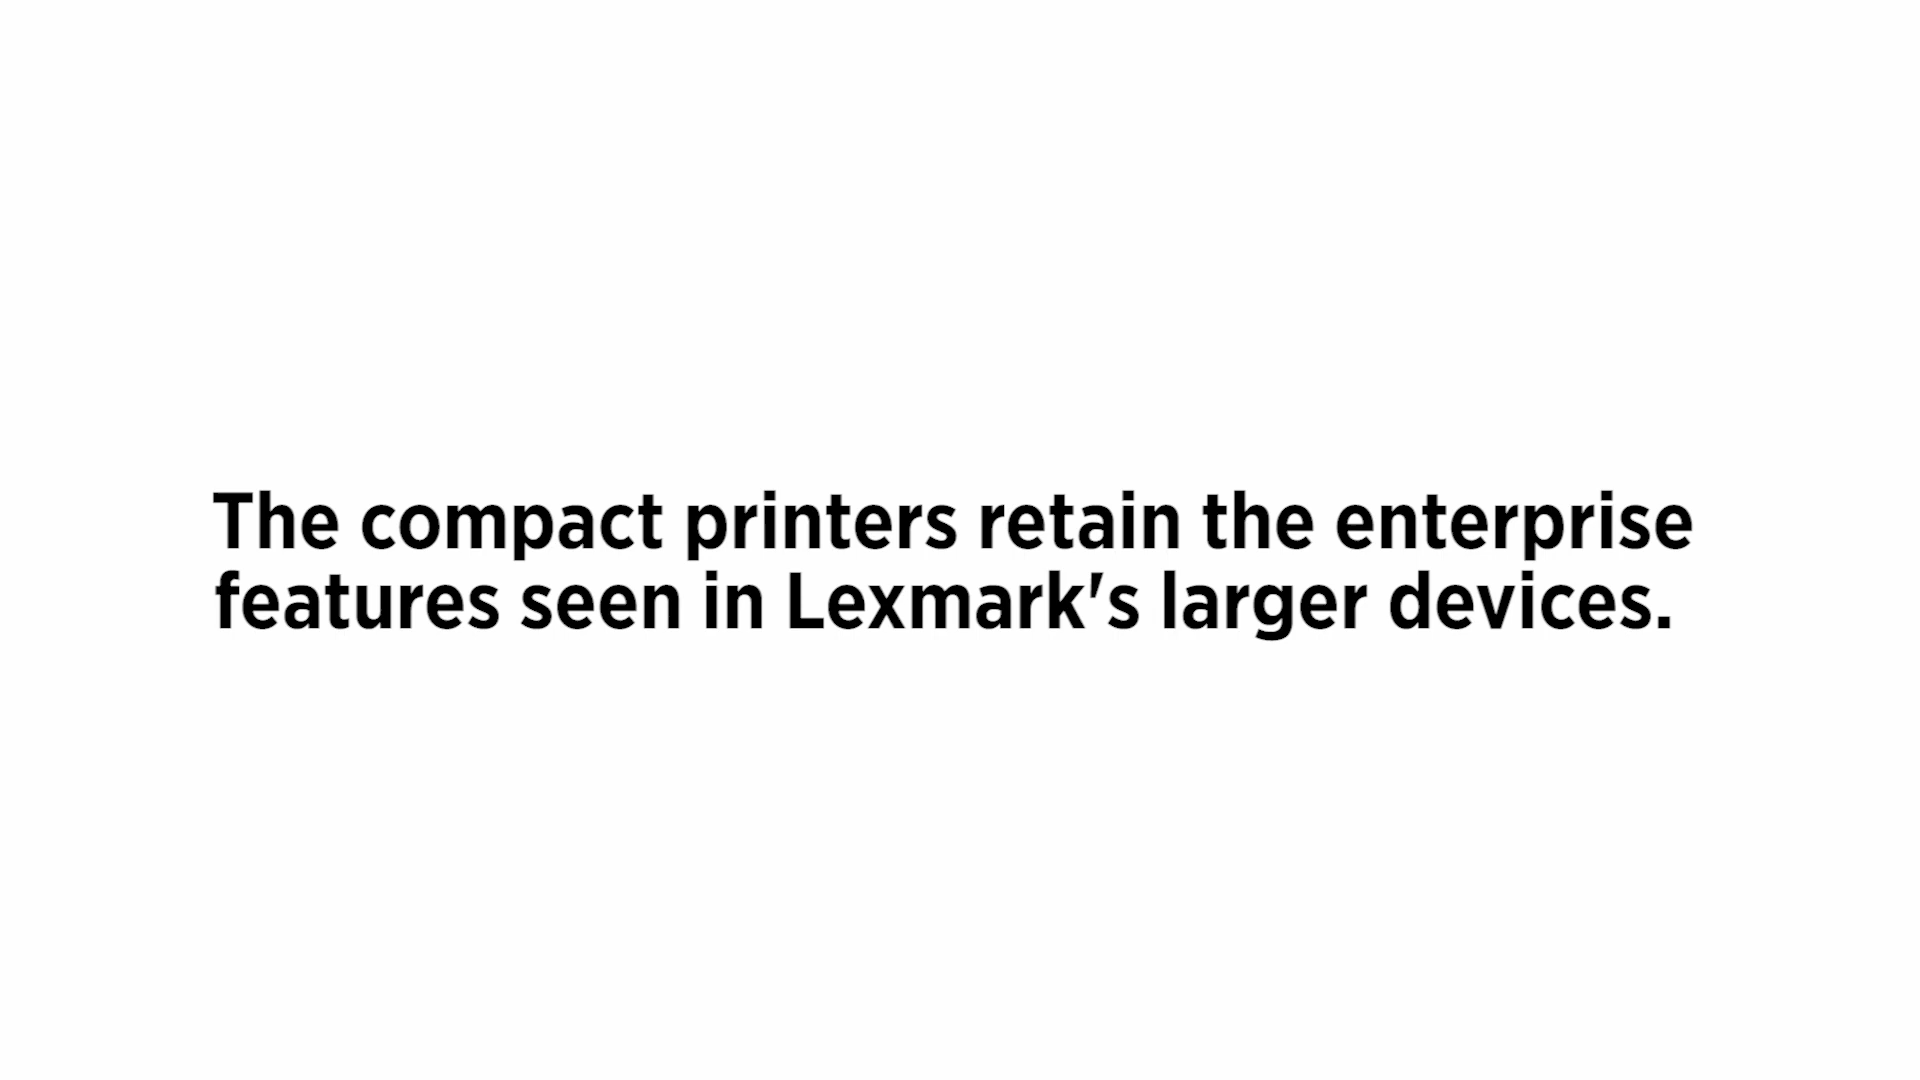 The compact printers retain the enterprise
features seen in Lexmark's larger devices.